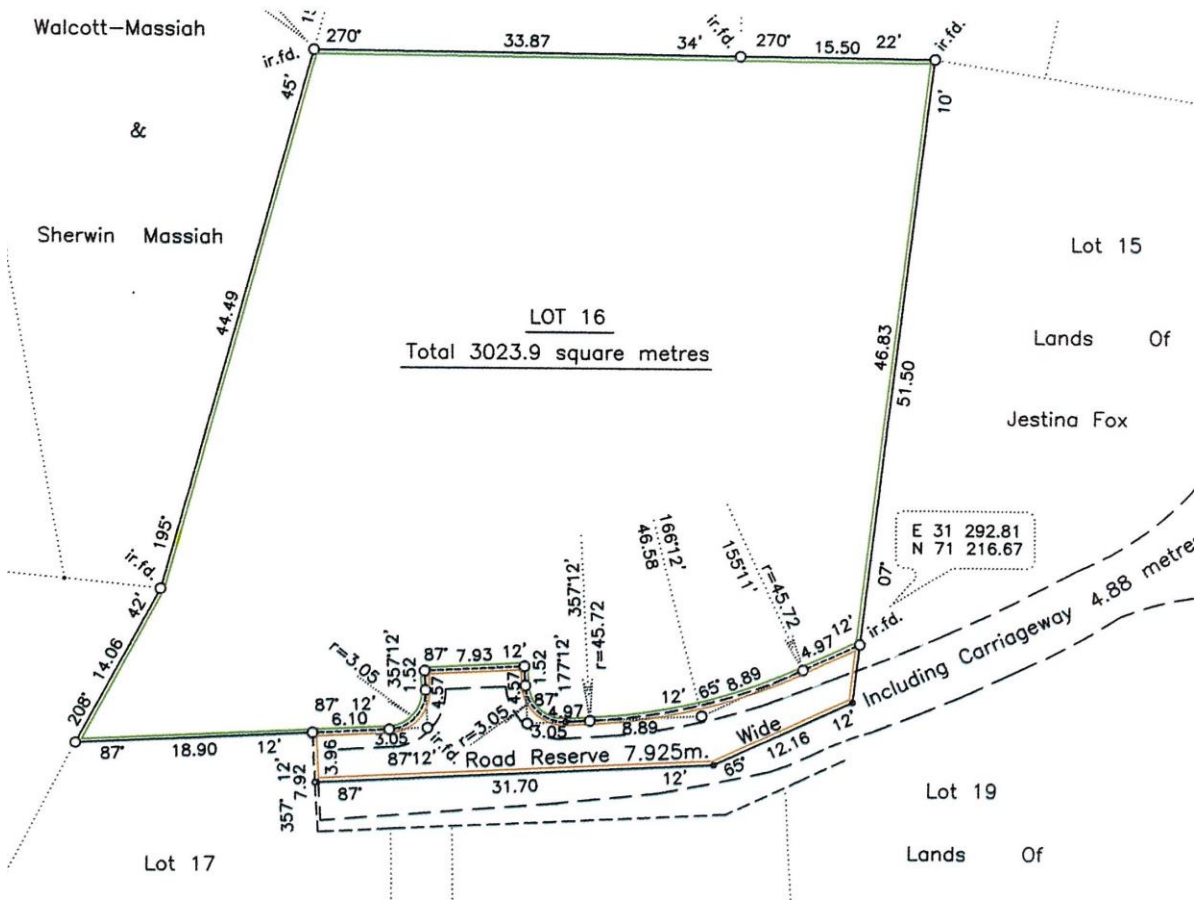 Walcott-Massiah
&
Sherwin Massiah
15
ir.fd.
270° 33.87 34'
ir.fd.
270° 15.50 22'
ir.fd.
45'
10'
44.49
195°
LOT 16
Total 3023.9 square metres
46.83
51.50
07'
Lot 15
Lands Of
Jestina Fox
E 31 292.81
N 71 216.67
ir.fd.
ir.fd.
42'
14.06
208°
87° 18.90 12'
r=3.05
357°12'
1.52
4.57
87° 7.93 12'
1.52
4.57
87° 12'
6.10
3.05
87°12'
ir.fd.
r=3.05
3.05
87°
4.97
177°12'
357°12'
r=45.72
12'
8.89
166°12'
46.58
65°
8.89
155°11'
r=45.72
4.97
12'
357° 12'
7.92
3.96
Road Reserve 7.925m. Wide Including Carriageway 4.88 metres
87° 31.70 12'
65° 12.16 12'
Lot 17
Lot 19
Lands Of